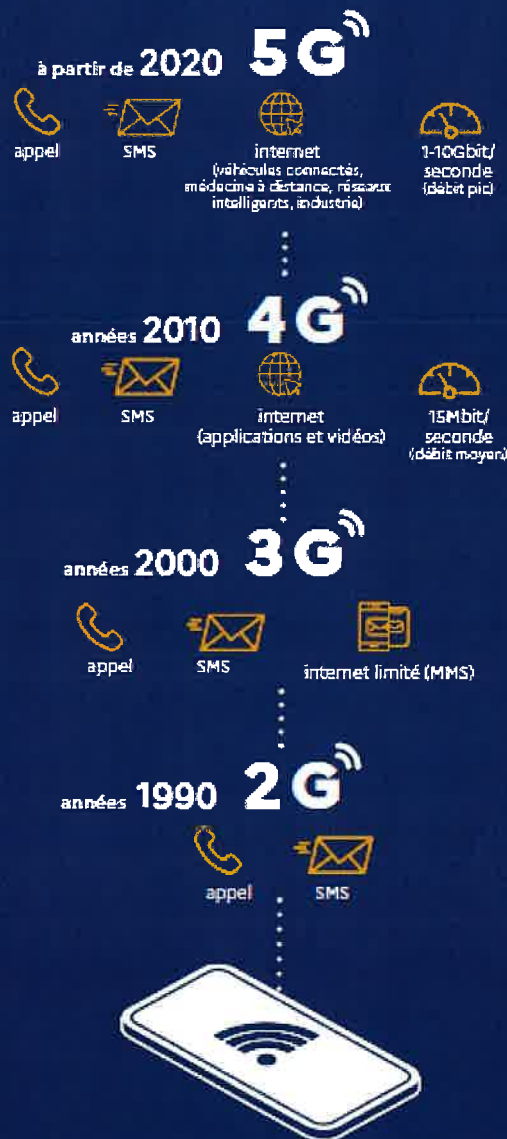 à partir de 2020 5G
appel
SMS
internet
(véhicules connectés,
médecine à distance, réseaux
intelligents, industrie)
1-10Gbit/
seconde
(débit pic)
années 2010 4G
appel
SMS
internet
(applications et vidéos)
15Mbit/
seconde
(débit moyen)
années 2000 3G
appel
SMS
internet limité (MMS)
années 1990 2G
appel
SMS